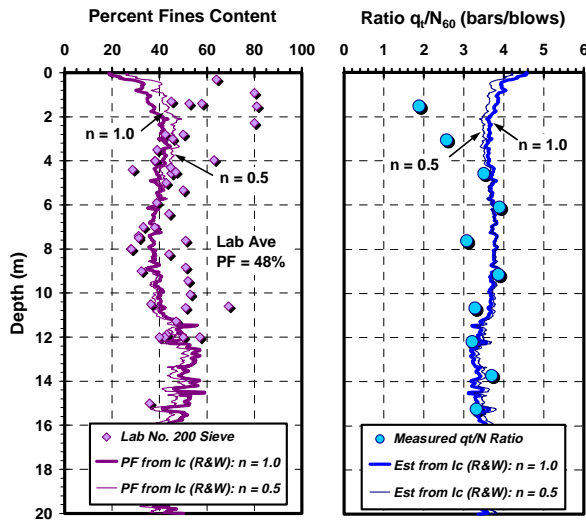 Percent Fines Content
0 20 40 60 80 100
Ratio qt/N60 (bars/blows)
1 2 3 4 5 6
Depth (m)
0
2
4
6
8
10
12
14
16
18
20
n = 1.0
n = 0.5
Lab Ave
PF = 48%
Lab No. 200 Sieve
PF from Ic (R&W): n = 1.0
PF from Ic (R&W): n = 0.5
n = 1.0
n = 0.5
Measured qt/N Ratio
Est from Ic (R&W): n = 1.0
Est from Ic (R&W): n = 0.5